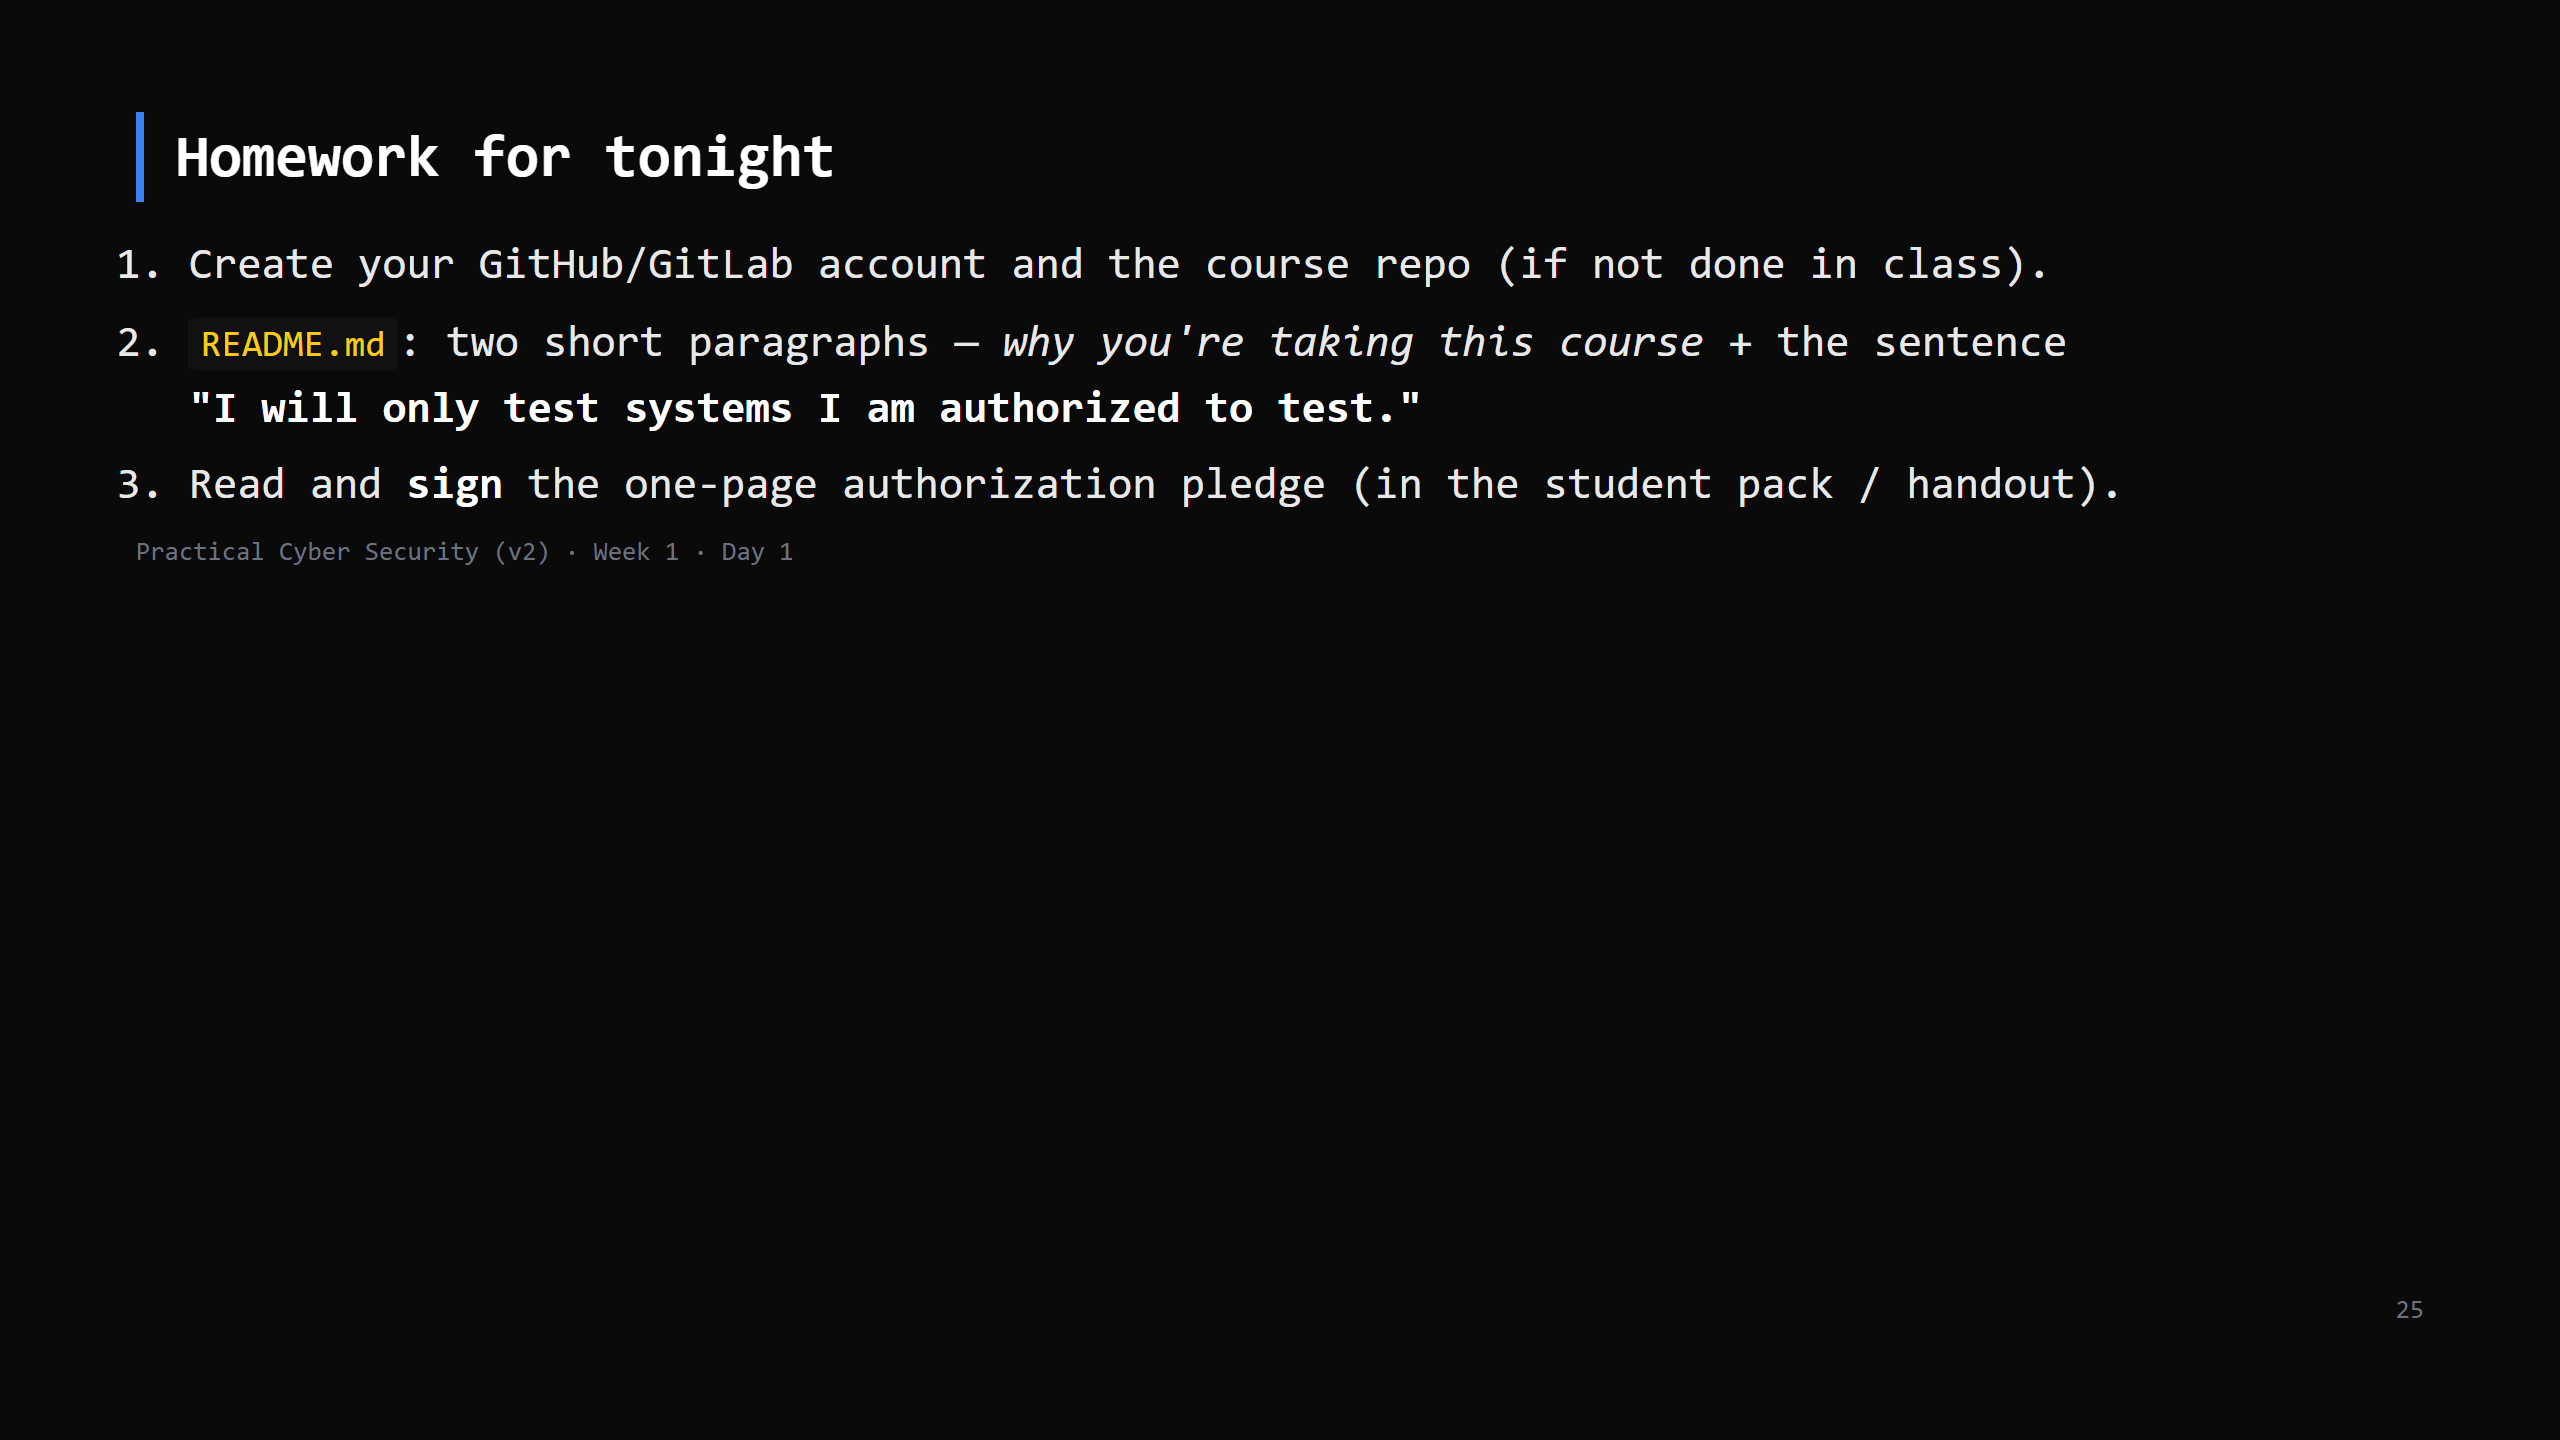 Homework for tonight
1. Create your GitHub/GitLab account and the course repo (if not done in class).
2. README.md: two short paragraphs — why you're taking this course + the sentence
"I will only test systems I am authorized to test."
3. Read and sign the one-page authorization pledge (in the student pack / handout).
Practical Cyber Security (v2) · Week 1 · Day 1
25